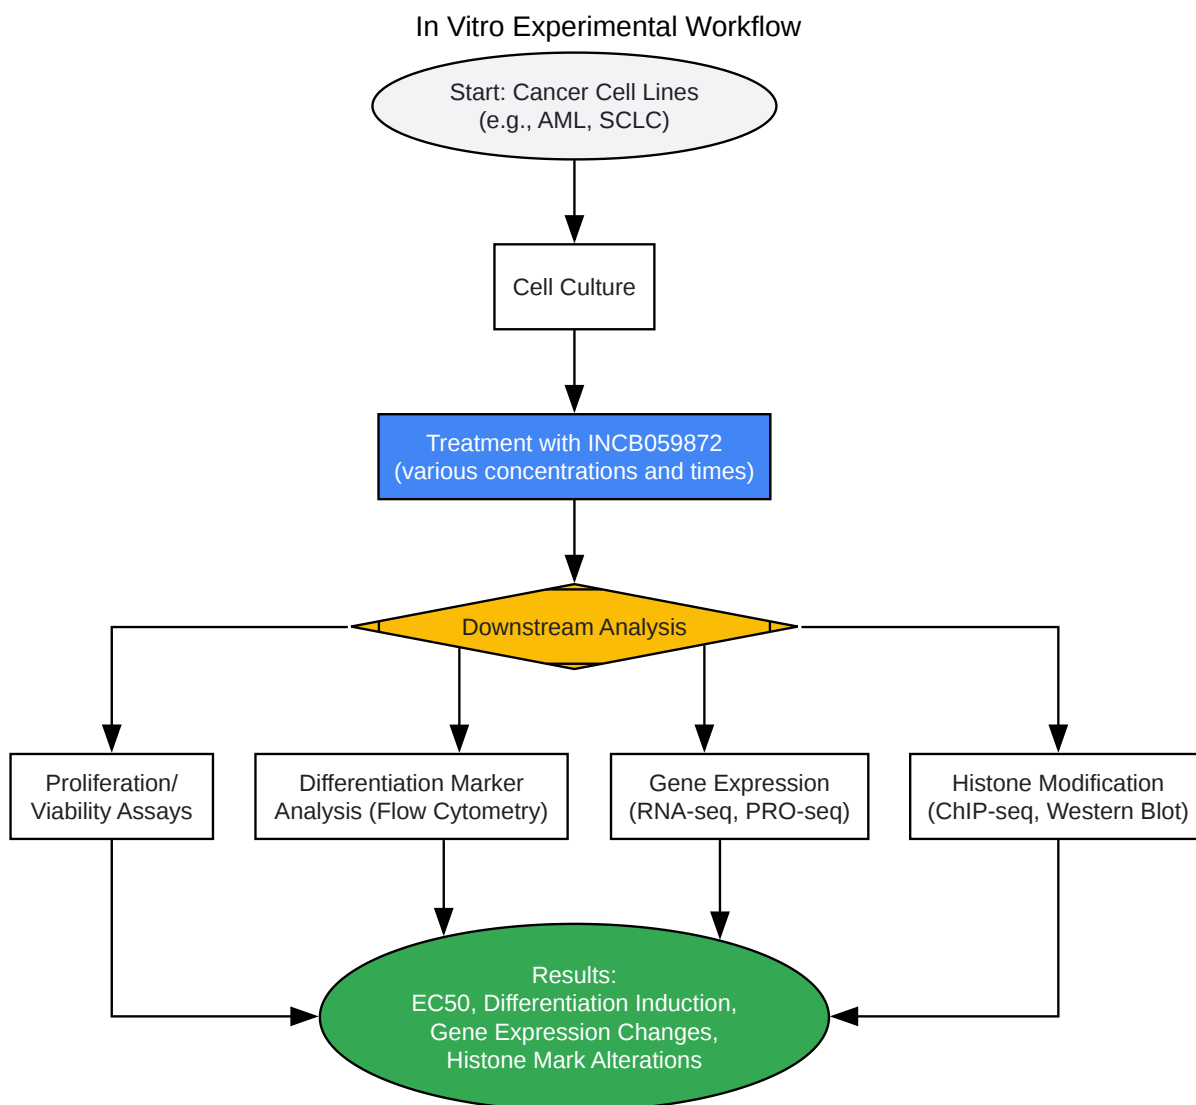 In Vitro Experimental Workflow
Start: Cancer Cell Lines
(e.g., AML, SCLC)
Cell Culture
Treatment with INCB059872
(various concentrations and times)
Downstream Analysis
Proliferation/
Viability Assays
Differentiation Marker
Analysis (Flow Cytometry)
Gene Expression
(RNA-seq, PRO-seq)
Histone Modification
(ChIP-seq, Western Blot)
Results:
EC50, Differentiation Induction,
Gene Expression Changes,
Histone Mark Alterations